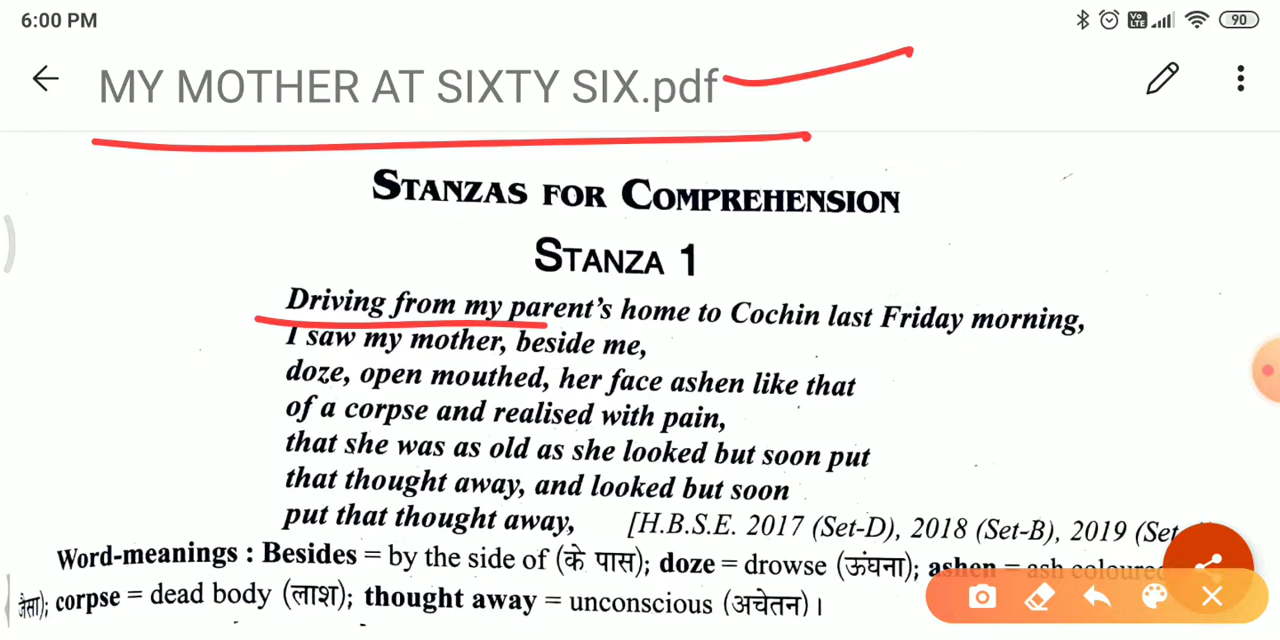 6:00 PM
Vo LTE
90
MY MOTHER AT SIXTY SIX.pdf
STANZAS FOR COMPREHENSION
STANZA 1
Driving from my parent's home to Cochin last Friday morning,
I saw my mother, beside me,
doze, open mouthed, her face ashen like that
of a corpse and realised with pain,
that she was as old as she looked but soon put
that thought away, and looked but soon
put that thought away, [H.B.S.E. 2017 (Set-D), 2018 (Set-B), 2019 (Set
Word-meanings : Besides = by the side of (के पास); doze = drowse (ऊंघना); ashen = ash coloured
जैसा); corpse = dead body (लाश); thought away = unconscious (अचेतन)।